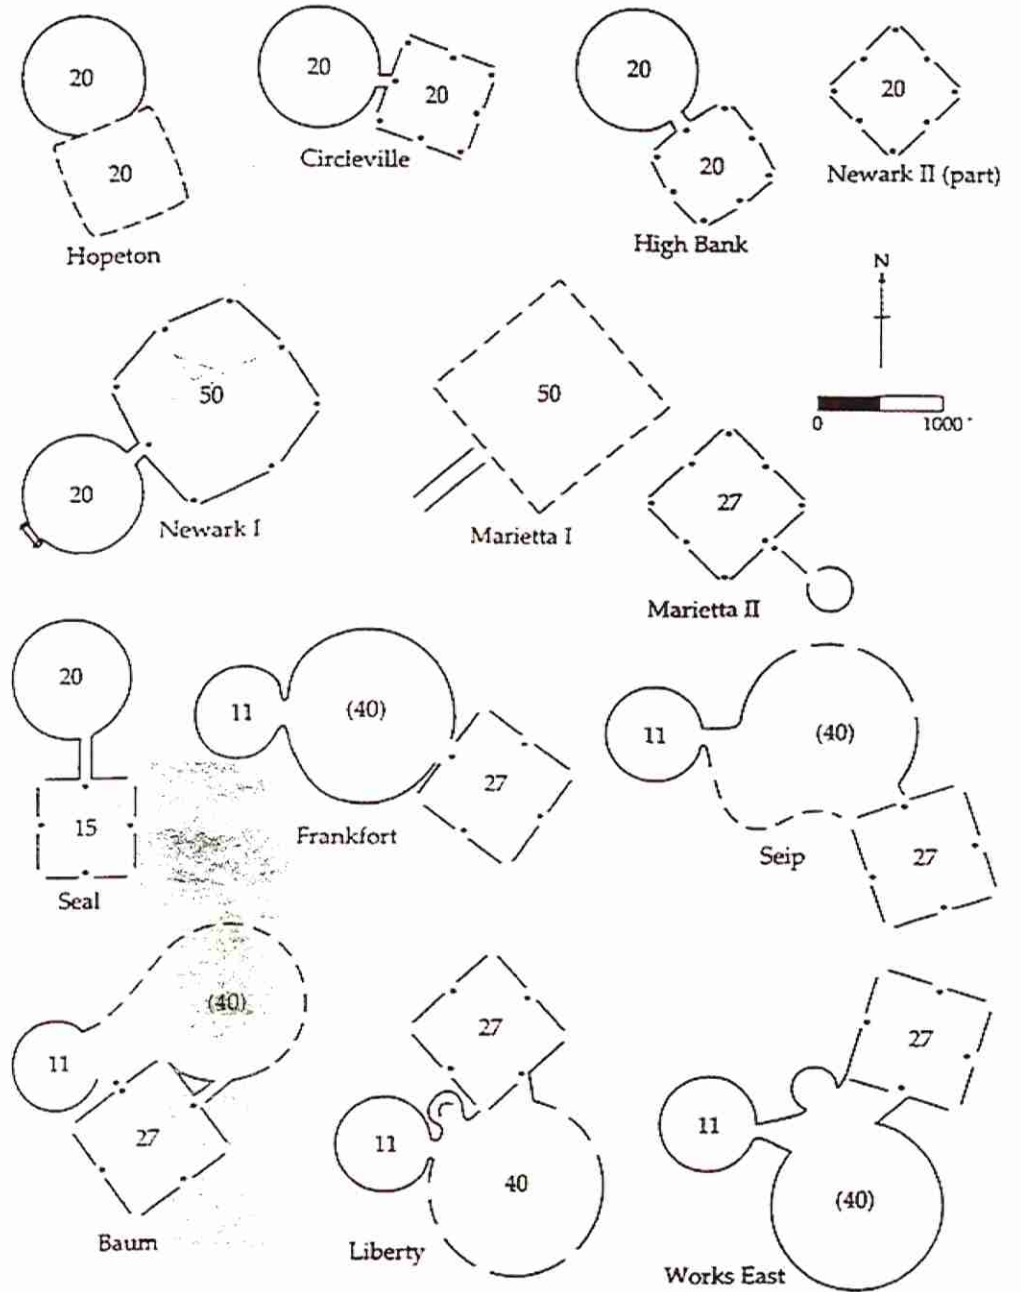 20
20
20
20
20
20
20
Circieville
Newark II (part)
Hopeton
High Bank
N
50
50
0
1000'
20
27
Newark I
Marietta I
Marietta II
20
11
(40)
11
(40)
27
15
Frankfort
Seip
27
Seal
(40)
27
27
11
11
11
27
40
(40)
Baum
Liberty
Works East